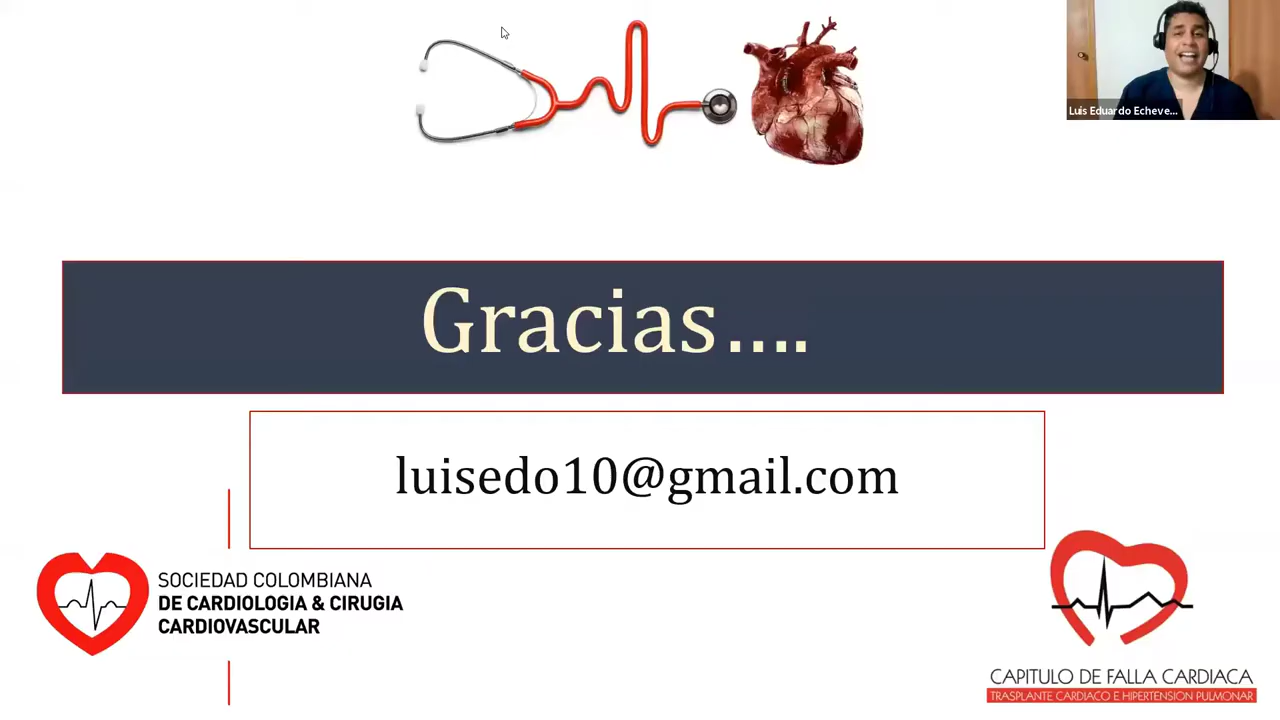 Luis Eduardo Echeve...
Gracias....
luisedo10@gmail.com
SOCIEDAD COLOMBIANA
DE CARDIOLOGIA & CIRUGIA
CARDIOVASCULAR
CAPITULO DE FALLA CARDIACA
TRASPLANTE CARDIACO E HIPERTENSION PULMONAR